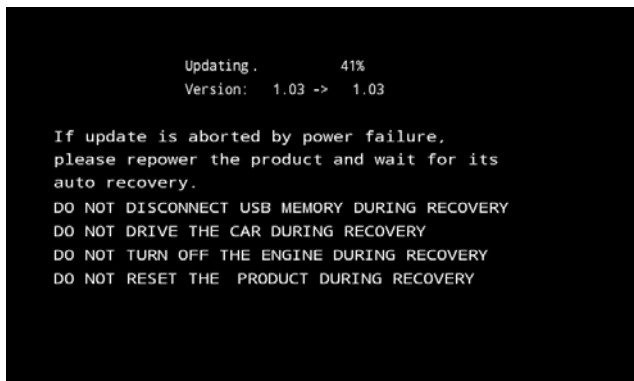 Updating. 41%
Version: 1.03 -> 1.03
If update is aborted by power failure,
please repower the product and wait for its
auto recovery.
DO NOT DISCONNECT USB MEMORY DURING RECOVERY
DO NOT DRIVE THE CAR DURING RECOVERY
DO NOT TURN OFF THE ENGINE DURING RECOVERY
DO NOT RESET THE PRODUCT DURING RECOVERY